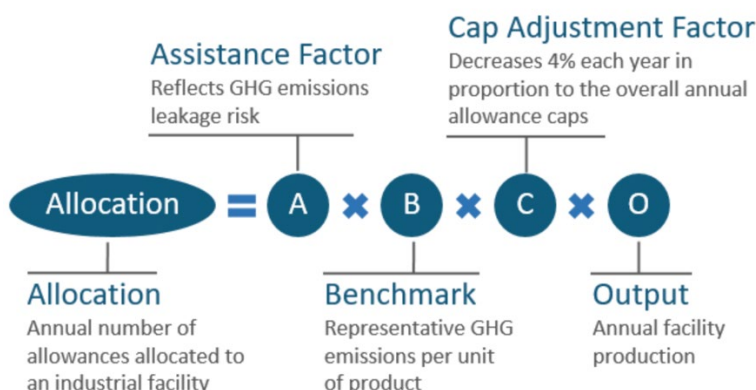 Cap Adjustment Factor
Decreases 4% each year in
proportion to the overall annual
allowance caps
Assistance Factor
Reflects GHG emissions
leakage risk
Allocation = A × B × C × O
Allocation
Annual number of
allowances allocated to
an industrial facility
Benchmark
Representative GHG
emissions per unit
of product
Output
Annual facility
production